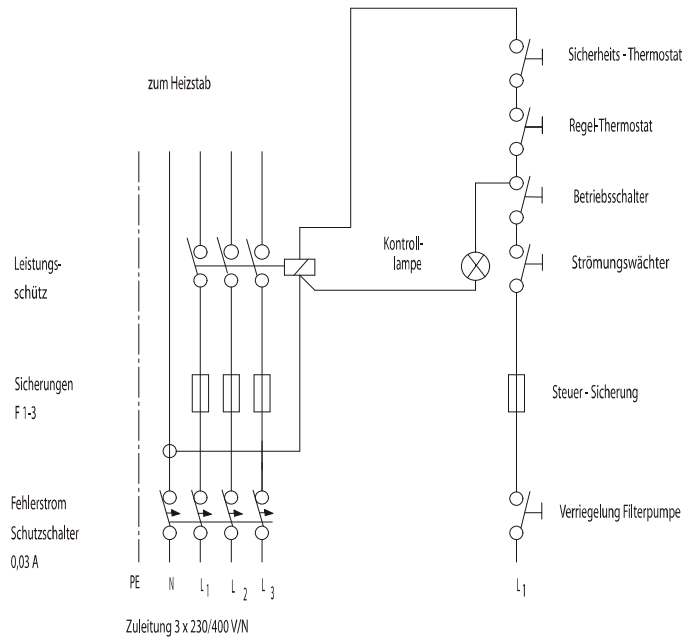 Sicherheits - Thermostat
zum Heizstab
Regel-Thermostat
Betriebsschalter
Kontroll-
lampe
Leistungs-
schütz
Strömungswächter
Sicherungen
F 1-3
Steuer - Sicherung
Fehlerstrom
Schutzschalter
0,03 A
Verriegelung Filterpumpe
PE N L1 L2 L3 L1
Zuleitung 3 x 230/400 V/N